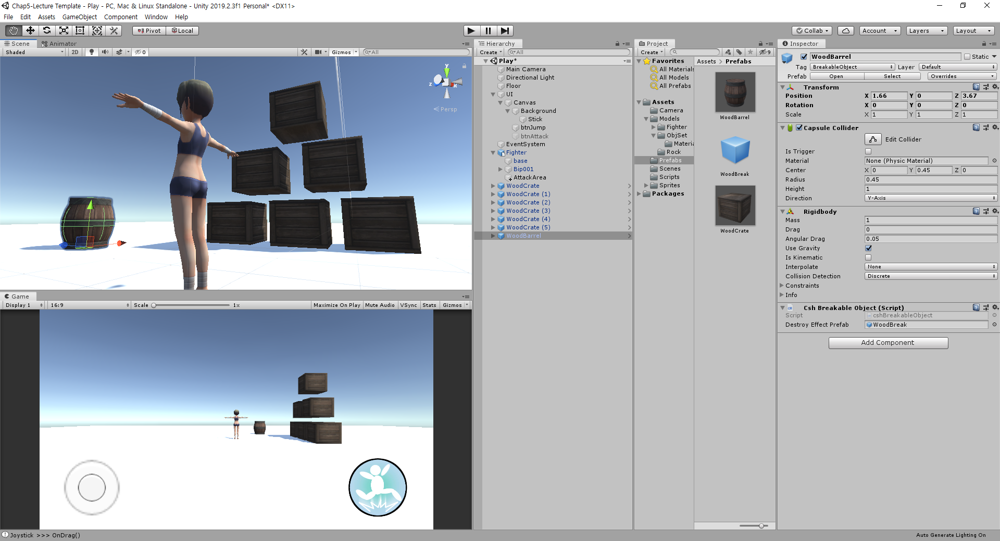 Chap5-Lecture Template - Play - PC, Mac & Linux Standalone - Unity 2019.2.3f1 Personal* <DX11>
File Edit Assets GameObject Component Window Help
Pivot Local
Collab Account Layers Layout
Scene Animator
Shaded 2D 0 Gizmos All
y
z x
Persp
Game
Display 1 16:9 Scale 1x Maximize On Play Mute Audio VSync Stats Gizmos
Hierarchy
Create All
Play*
Main Camera
Directional Light
Floor
UI
Canvas
Background
Stick
btnJump
btnAttack
EventSystem
Fighter
base
Bip001
AttackArea
WoodCrate
WoodCrate (1)
WoodCrate (2)
WoodCrate (3)
WoodCrate (4)
WoodCrate (5)
WoodBarrel
Project
Create 9
Favorites
All Materials
All Models
All Prefabs
Assets
Camera
Models
Fighter
ObjSet
Materia
Rock
Prefabs
Scenes
Scripts
Sprites
Packages
Assets > Prefabs
WoodBarrel
WoodBreak
WoodCrate
Inspector
WoodBarrel Static
Tag BreakableObject Layer Default
Prefab Open Select Overrides
Transform
Position X 1.66 Y 0 Z 3.67
Rotation X 0 Y 0 Z 0
Scale X 1 Y 1 Z 1
Capsule Collider
Edit Collider
Is Trigger
Material None (Physic Material)
Center X 0 Y 0.45 Z 0
Radius 0.45
Height 1
Direction Y-Axis
Rigidbody
Mass 1
Drag 0
Angular Drag 0.05
Use Gravity
Is Kinematic
Interpolate None
Collision Detection Discrete
Constraints
Info
Csh Breakable Object (Script)
Script cshBreakableObject
Destroy Effect Prefab WoodBreak
Add Component
Joystick >>> OnDrag()
Auto Generate Lighting On